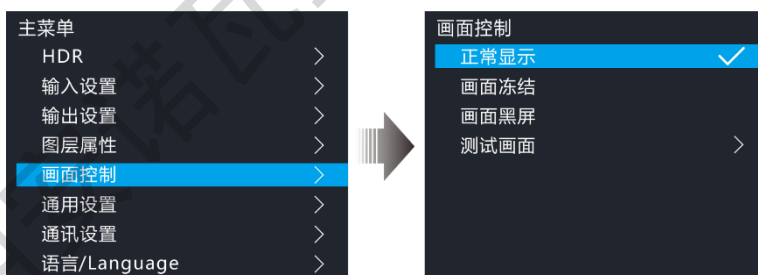 主菜单
HDR
输入设置
输出设置
图层属性
画面控制
通用设置
通讯设置
语言/Language
画面控制
正常显示
画面冻结
画面黑屏
测试画面